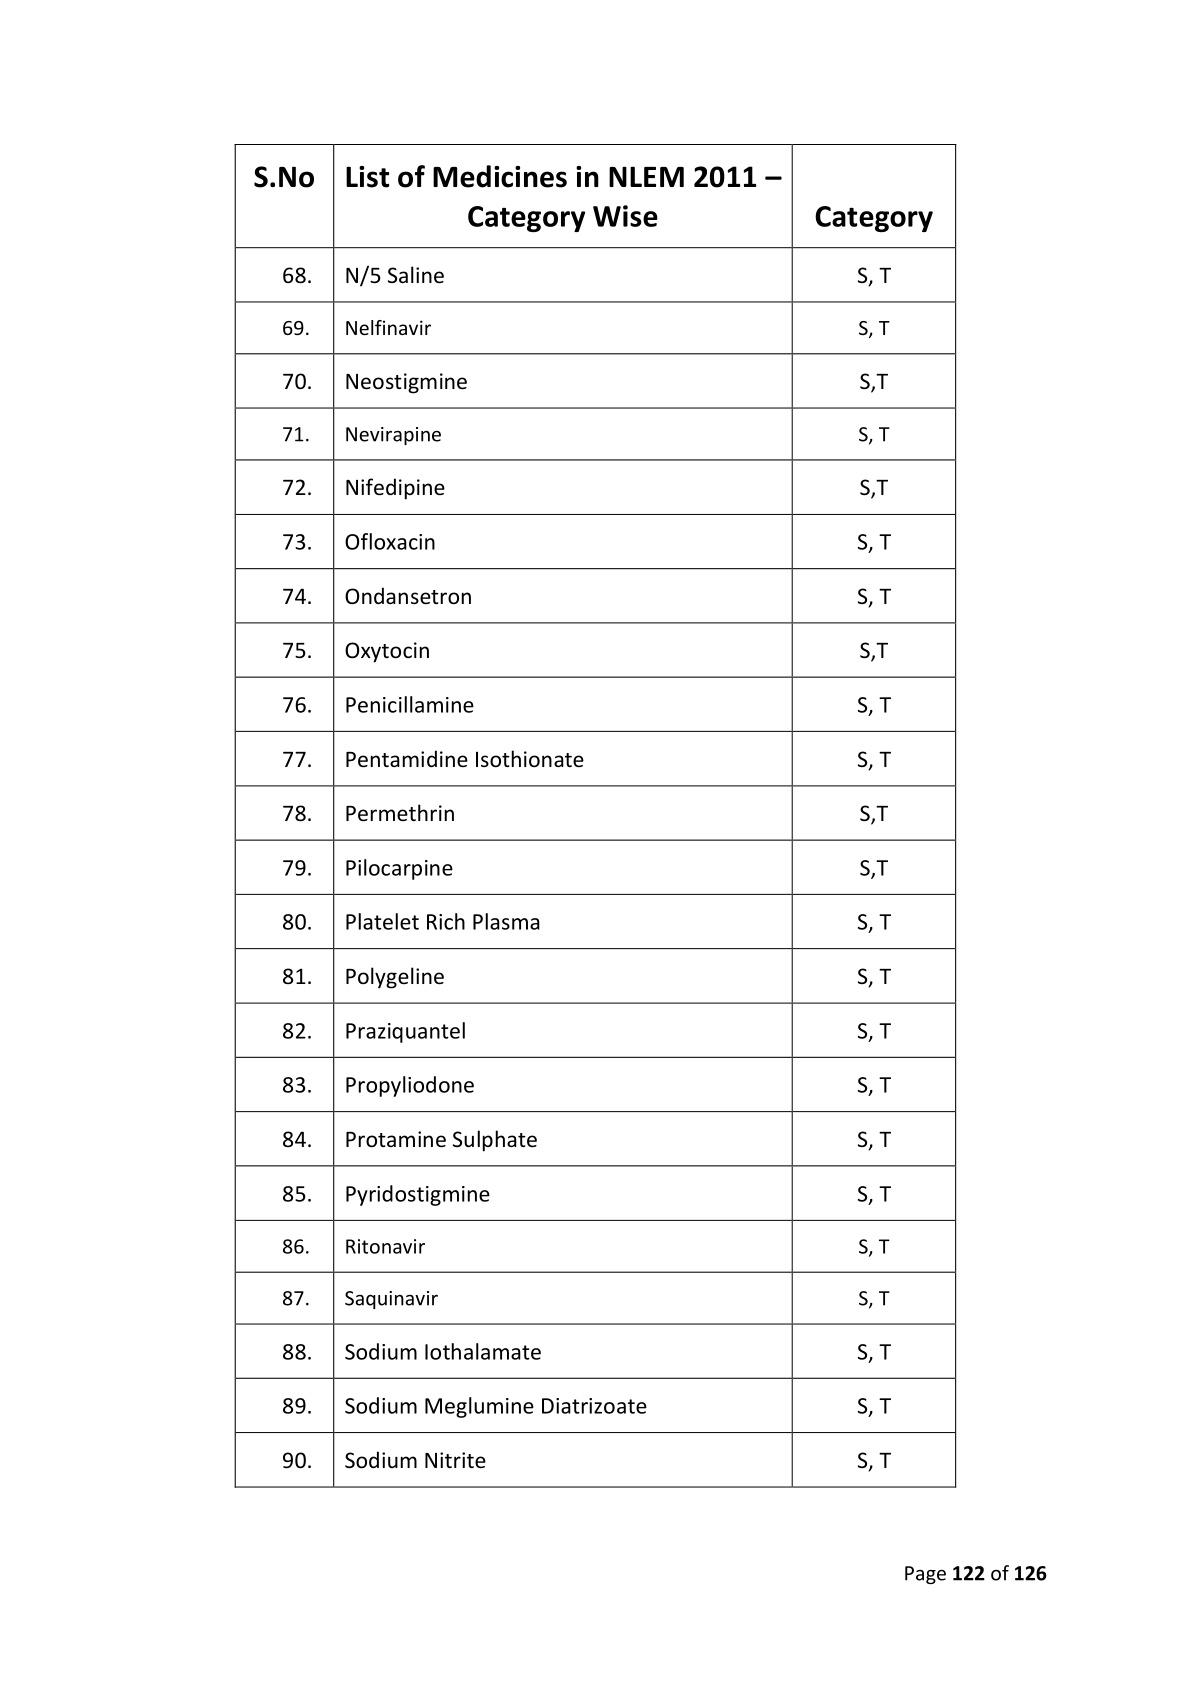 S.No List of Medicines in NLEM 2011 –
Category Wise Category
68. N/5 Saline S, T
69. Nelfinavir S, T
70. Neostigmine S,T
71. Nevirapine S, T
72. Nifedipine S,T
73. Ofloxacin S, T
74. Ondansetron S, T
75. Oxytocin S,T
76. Penicillamine S, T
77. Pentamidine Isothionate S, T
78. Permethrin S,T
79. Pilocarpine S,T
80. Platelet Rich Plasma S, T
81. Polygeline S, T
82. Praziquantel S, T
83. Propyliodone S, T
84. Protamine Sulphate S, T
85. Pyridostigmine S, T
86. Ritonavir S, T
87. Saquinavir S, T
88. Sodium Iothalamate S, T
89. Sodium Meglumine Diatrizoate S, T
90. Sodium Nitrite S, T
Page 122 of 126